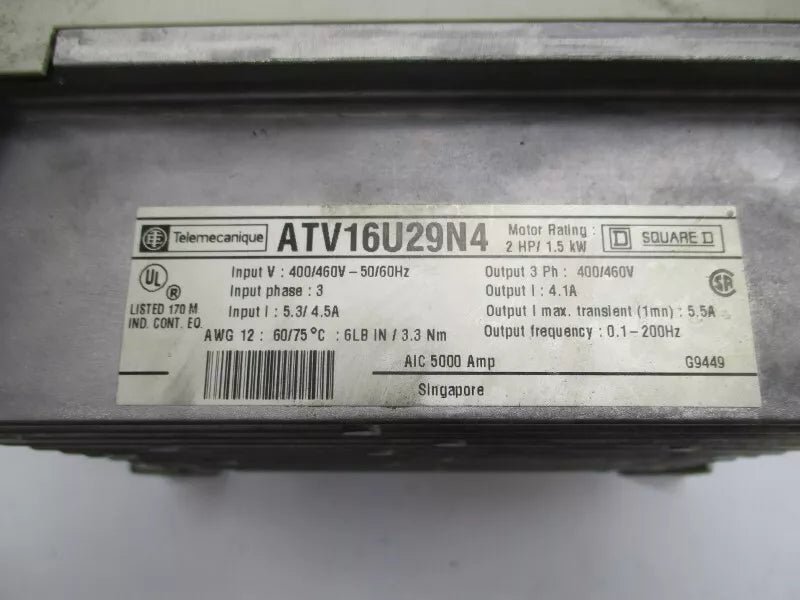 Telemecanique ATV16U29N4 Motor Rating : 2 HP/ 1.5 kW SQUARE D
UL
®
LISTED 170 M
IND. CONT. EQ.
Input V : 400/460V – 50/60Hz
Input phase : 3
Input I : 5.3/ 4.5A
AWG 12 : 60/75°C : 6LB IN / 3.3 Nm
Output 3 Ph : 400/460V
Output I : 4.1A
Output I max. transient (1mn) : 5.5A
Output frequency : 0.1 – 200Hz
AIC 5000 Amp
G9449
Singapore